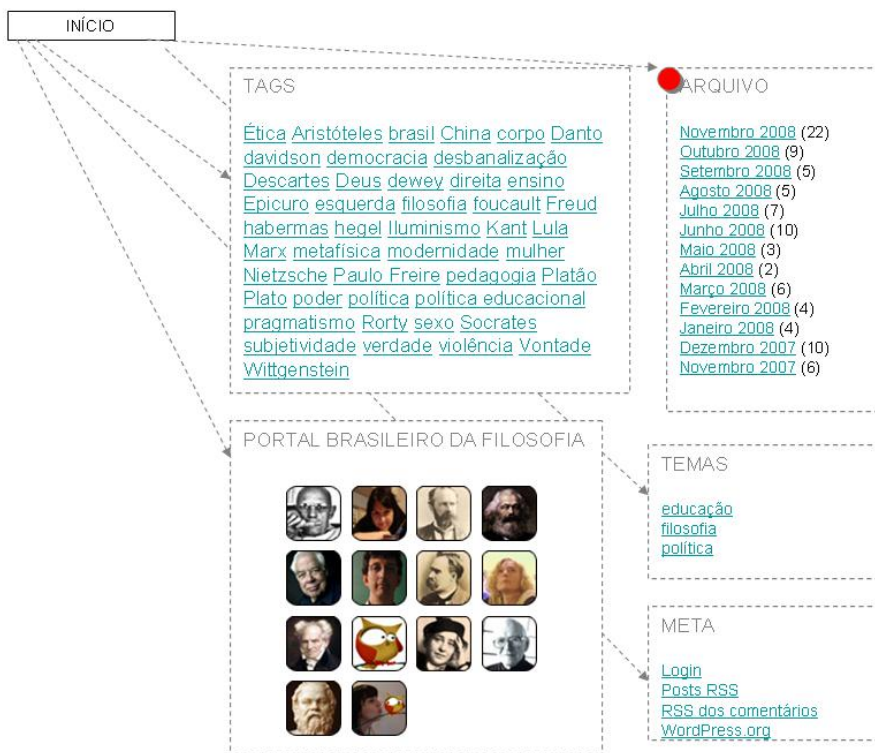 INÍCIO
TAGS
Ética Aristóteles brasil China corpo Danto
davidson democracia desbanalização
Descartes Deus dewey direita ensino
Epicuro esquerda filosofia foucault Freud
habermas hegel Iluminismo Kant Lula
Marx metafísica modernidade mulher
Nietzsche Paulo Freire pedagogia Platão
Plato poder política política educacional
pragmatismo Rorty sexo Socrates
subjetividade verdade violência Vontade
Wittgenstein
ARQUIVO
Novembro 2008 (22)
Outubro 2008 (9)
Setembro 2008 (5)
Agosto 2008 (5)
Julho 2008 (7)
Junho 2008 (10)
Maio 2008 (3)
Abril 2008 (2)
Março 2008 (6)
Fevereiro 2008 (4)
Janeiro 2008 (4)
Dezembro 2007 (10)
Novembro 2007 (6)
PORTAL BRASILEIRO DA FILOSOFIA
TEMAS
educação
filosofia
política
META
Login
Posts RSS
RSS dos comentários
WordPress.org